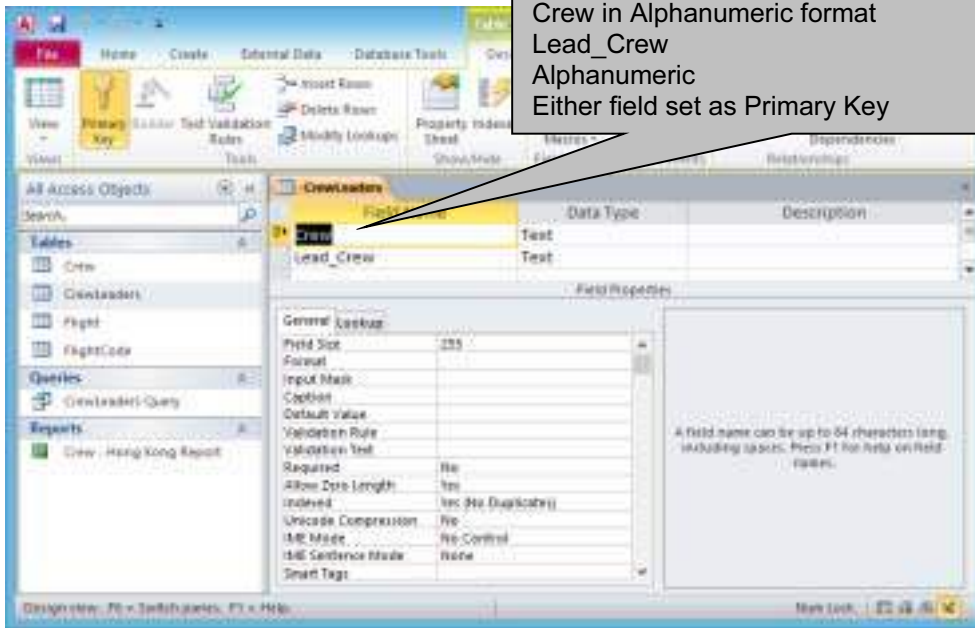 Crew in Alphanumeric format
Lead_Crew
Alphanumeric
Either field set as Primary Key
File Home Create External Data Database Tools
View Primary Key Builder Test Validation Rules
Insert Rows
Delete Rows
Modify Lookups
Property Sheet
Views Tools Show/Hide
Dependencies
Relationships
All Access Objects
Search..
Tables
Crew
CrewLeaders
Flight
FlightCode
Queries
CrewLeaders Query
Reports
Crew - Hong Kong Report
CrewLeaders
Data Type Description
Crew Text
Lead_Crew Text
Field Properties
General Lookup
Field Size 255
Format
Input Mask
Caption
Default Value
Validation Rule
Validation Text
Required No
Allow Zero Length Yes
Indexed Yes (No Duplicates)
Unicode Compression No
IME Mode No Control
IME Sentence Mode None
Smart Tags
A field name can be up to 64 characters long,
including spaces. Press F1 for help on field
names.
Design view. F6 = Switch panes. F1 = Help.
Num Lock